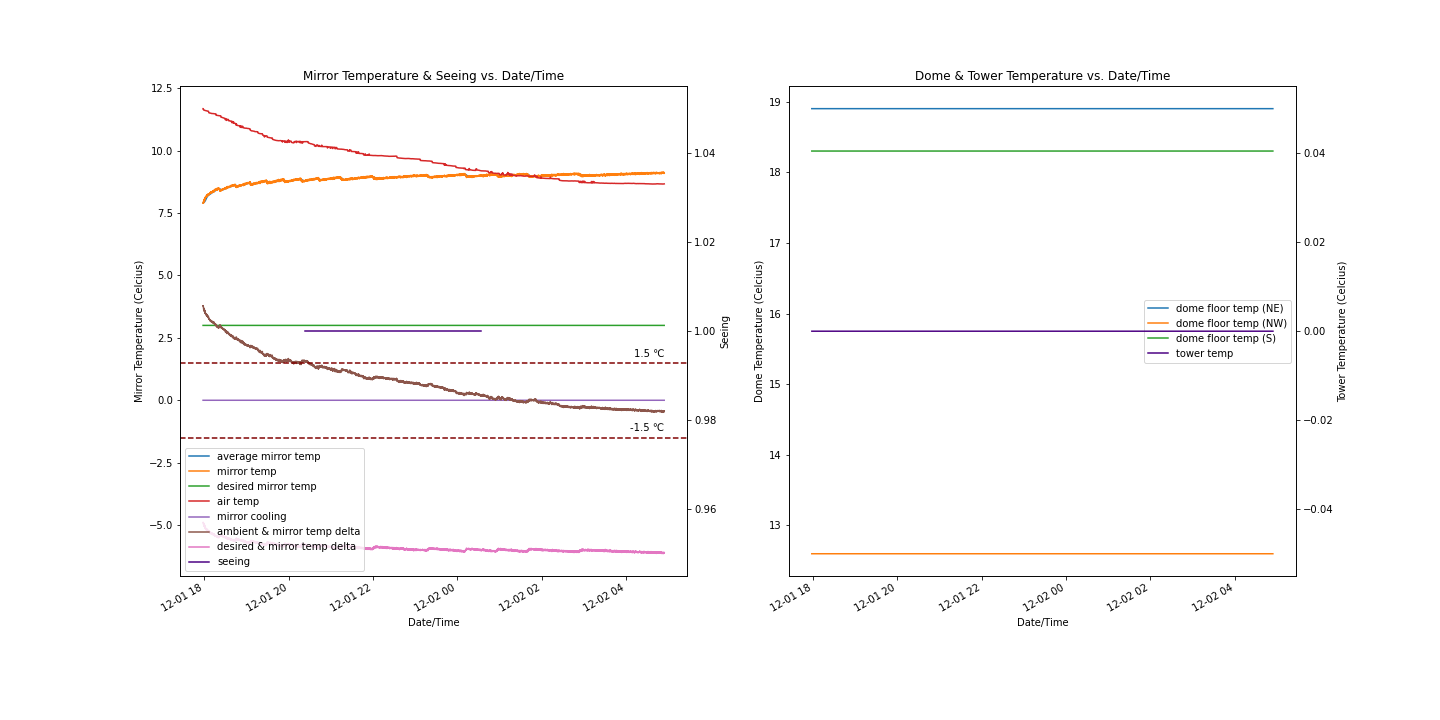 Mirror Temperature & Seeing vs. Date/Time
12.5
10.0
7.5
5.0
2.5
0.0
−2.5
−5.0
Mirror Temperature (Celcius)
1.04
1.02
1.00
0.98
0.96
Seeing
1.5 ℃
-1.5 ℃
average mirror temp
mirror temp
desired mirror temp
air temp
mirror cooling
ambient & mirror temp delta
desired & mirror temp delta
seeing
12-01 18
12-01 20
12-01 22
12-02 00
12-02 02
12-02 04
Date/Time
Dome & Tower Temperature vs. Date/Time
19
18
17
16
15
14
13
Dome Temperature (Celcius)
0.04
0.02
0.00
−0.02
−0.04
Tower Temperature (Celcius)
dome floor temp (NE)
dome floor temp (NW)
dome floor temp (S)
tower temp
12-01 18
12-01 20
12-01 22
12-02 00
12-02 02
12-02 04
Date/Time